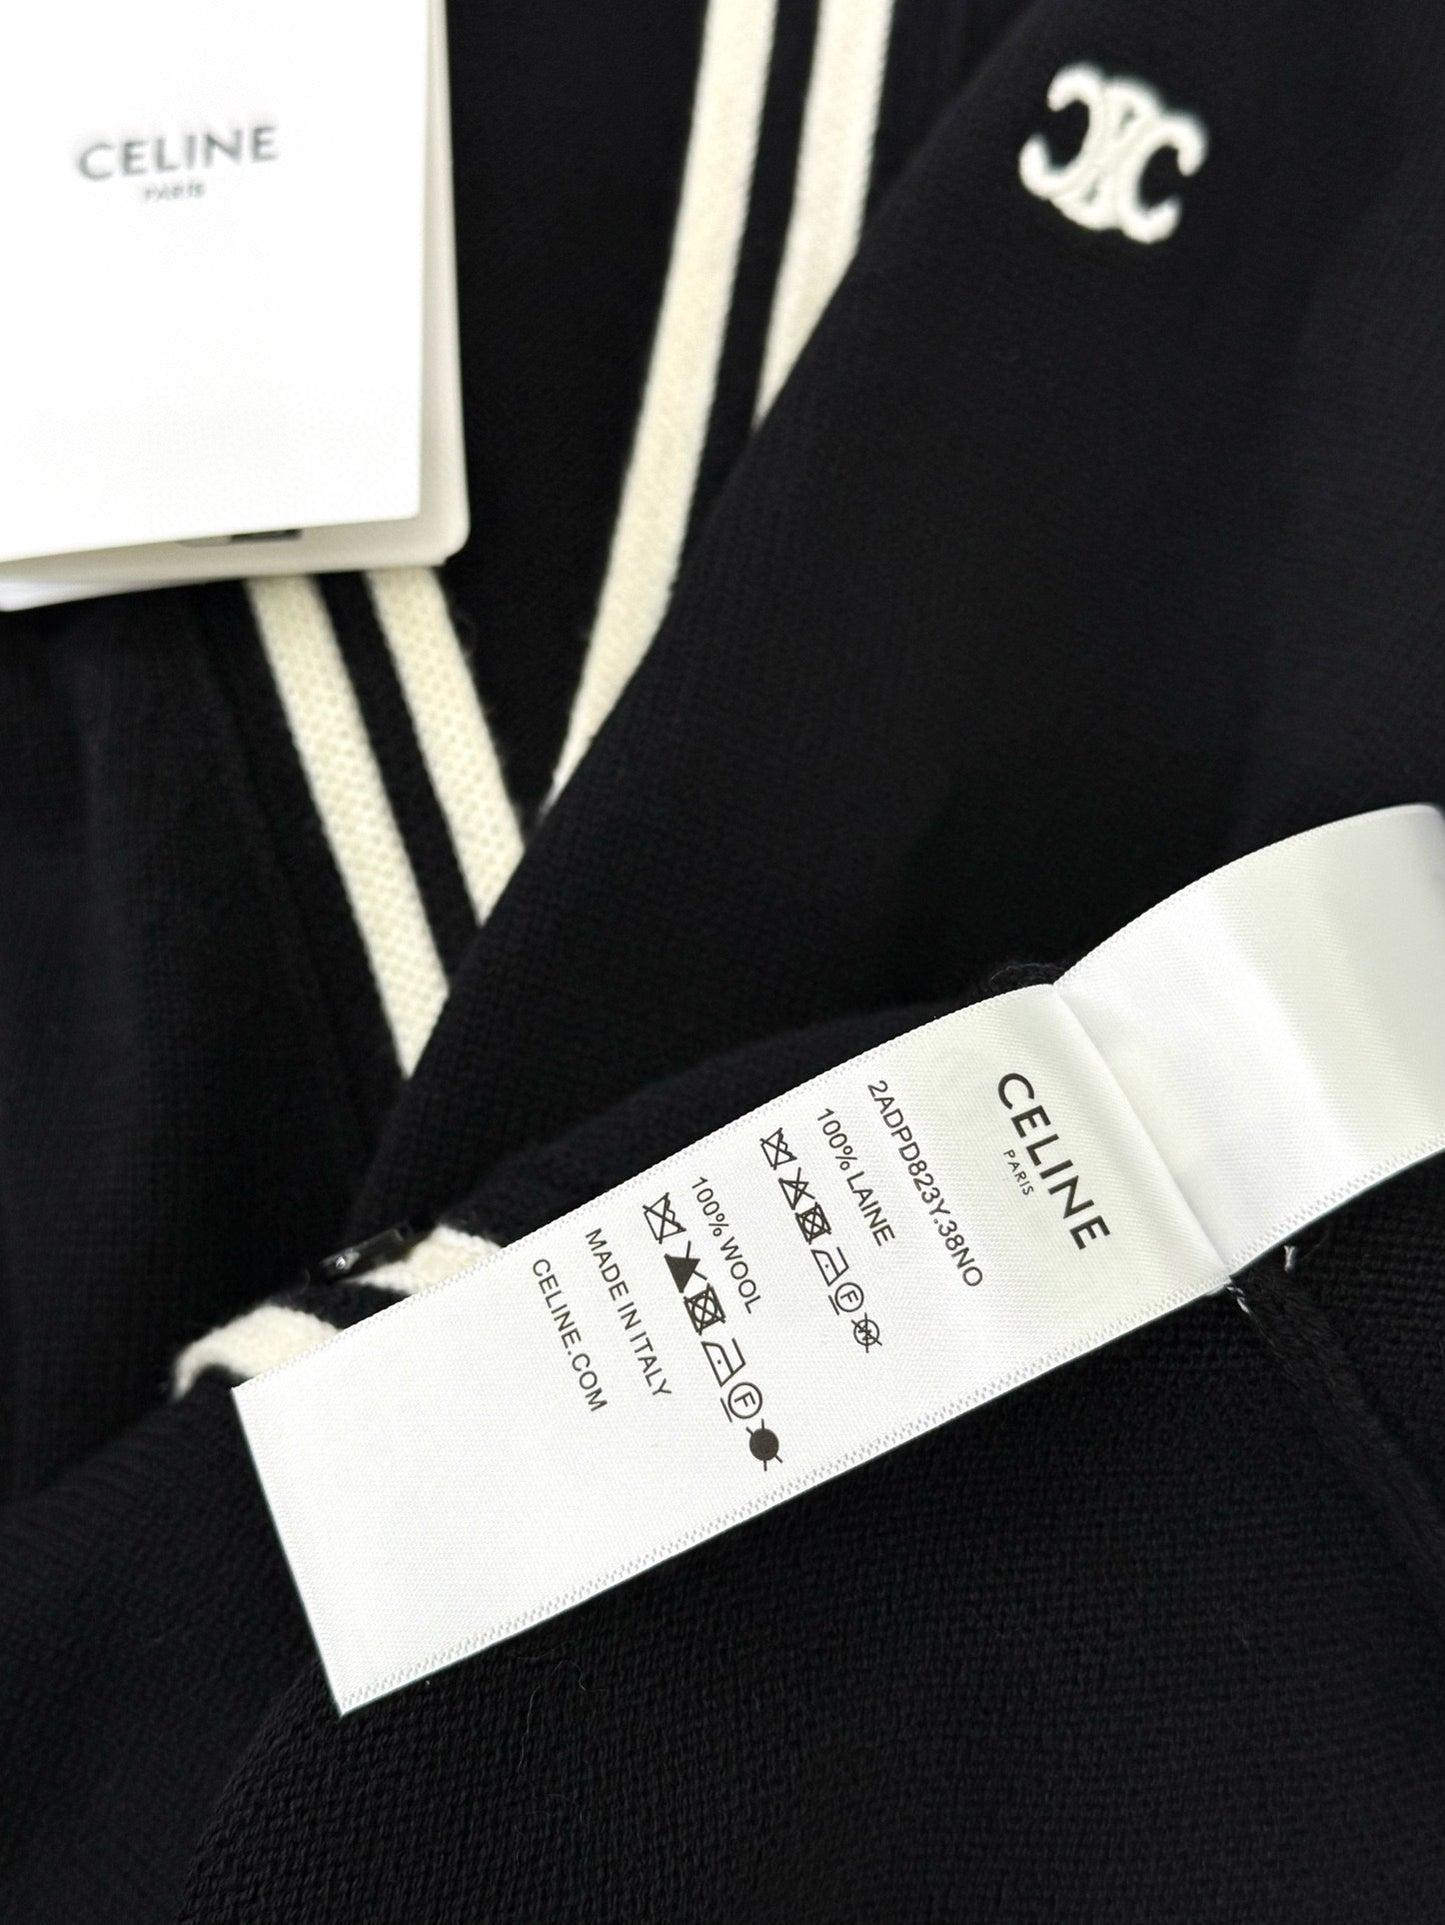 CELINE
PARIS
CELINE
PARIS
2ADPD823Y.38NO
100% LAINE
F
W
100% WOOL
F
MADE IN ITALY
CELINE.COM